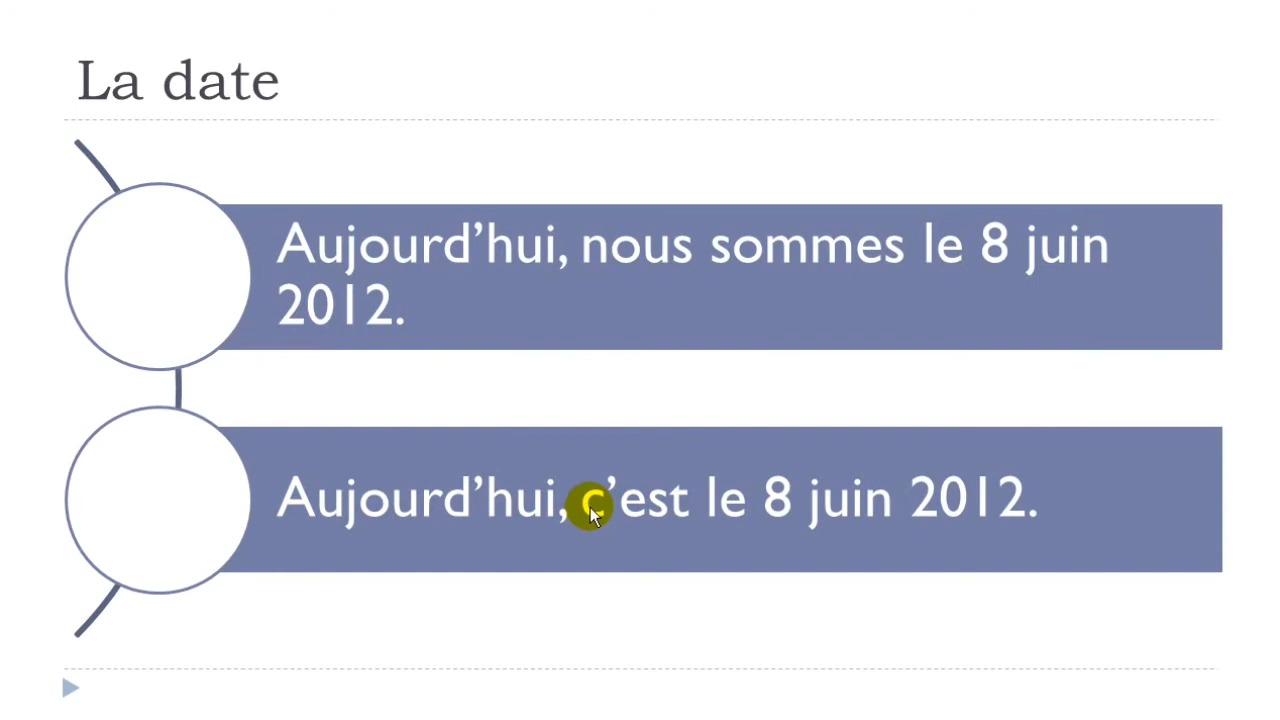 La date
Aujourd’hui, nous sommes le 8 juin
2012.
Aujourd’hui, c’est le 8 juin 2012.